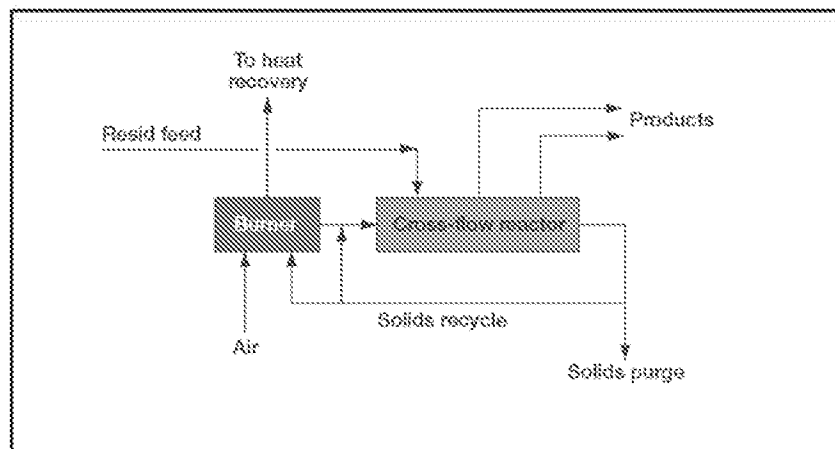 To heat
recovery
Resid feed
Products
Burner
Cross-flow reactor
Solids recycle
Air
Solids purge